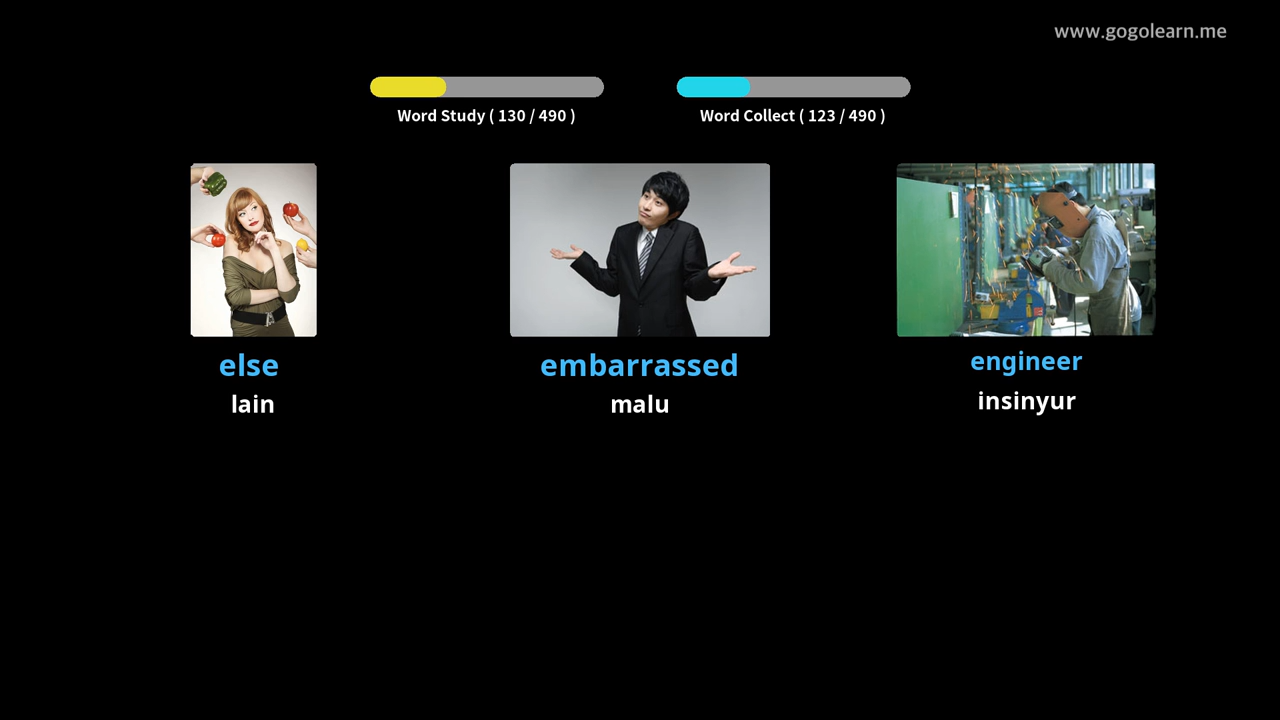 www.gogolearn.me
Word Study ( 130 / 490 )
Word Collect ( 123 / 490 )
else
lain
embarrassed
malu
engineer
insinyur